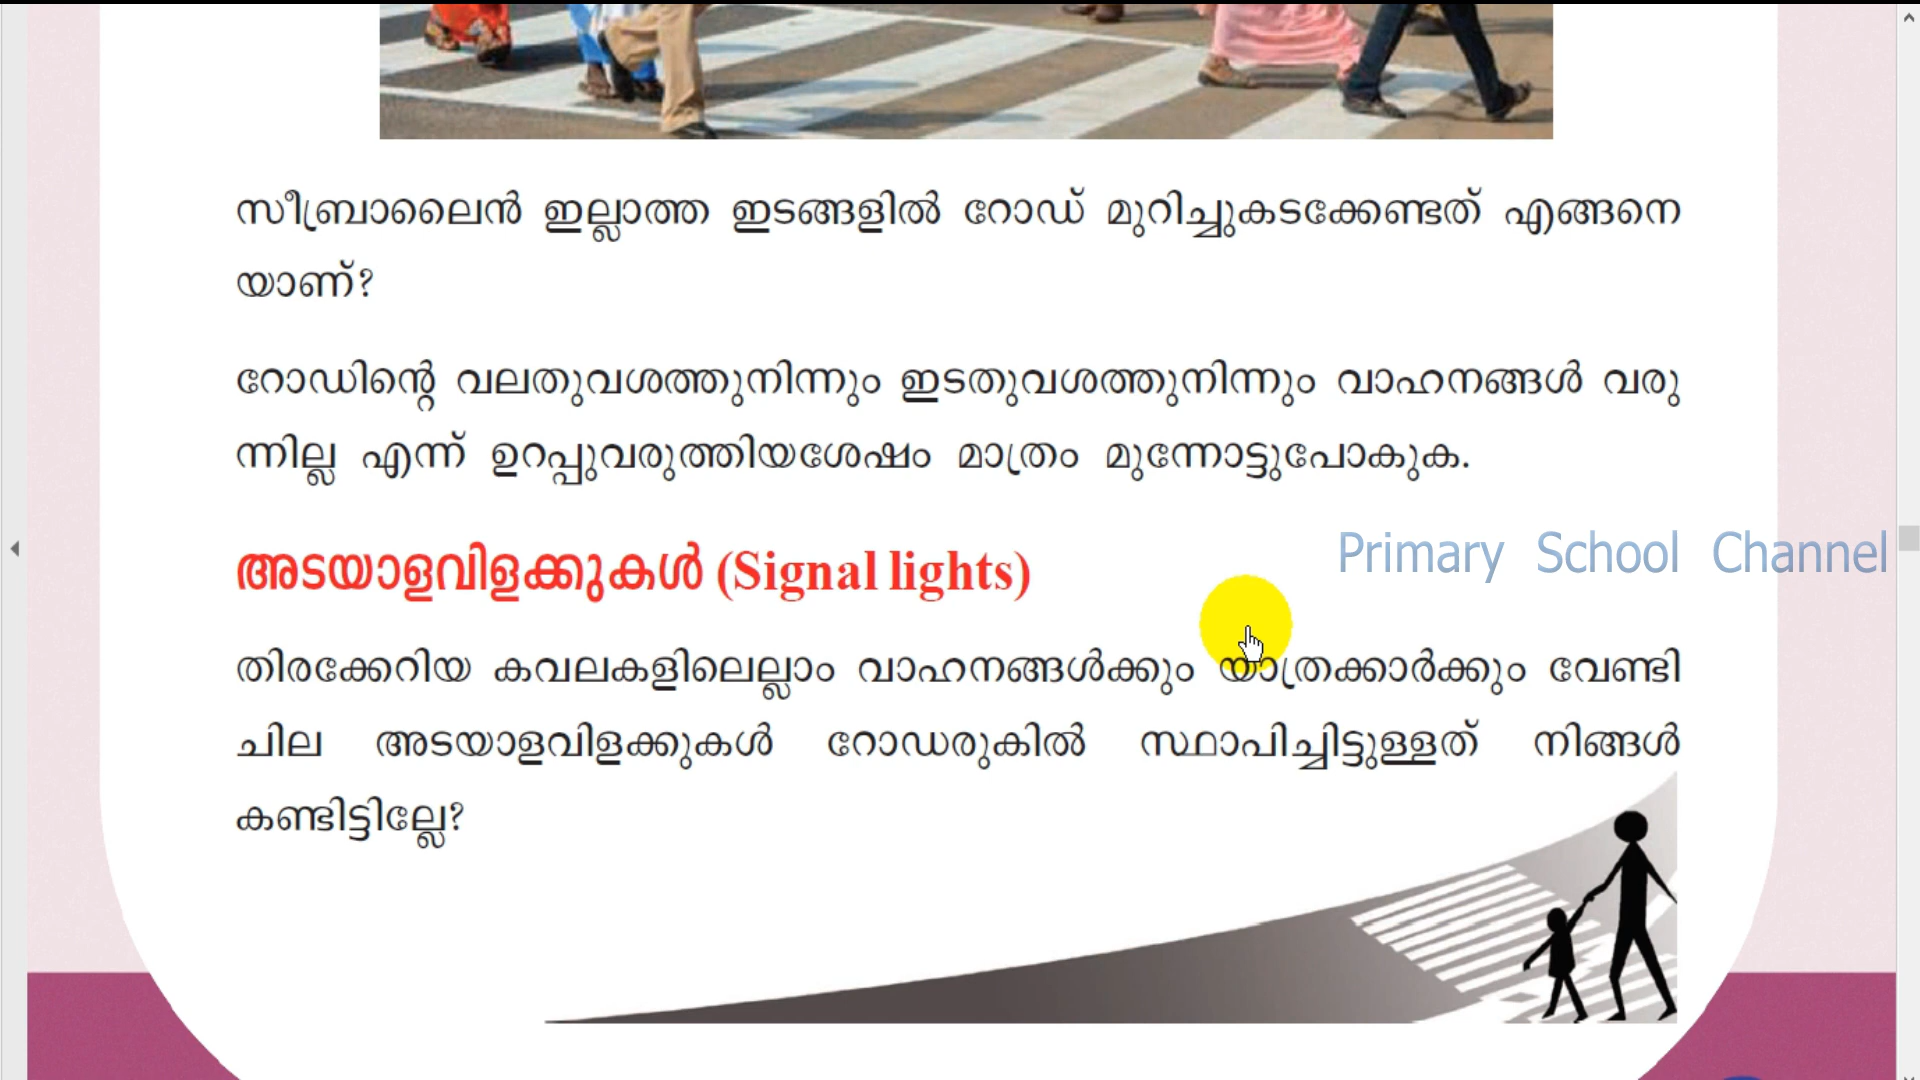 സീബ്രാലൈൻ ഇല്ലാത്ത ഇടങ്ങളിൽ റോഡ് മുറിച്ചുകടക്കേണ്ടത് എങ്ങനെ
യാണ്?
റോഡിന്റെ വലതുവശത്തുനിന്നും ഇടതുവശത്തുനിന്നും വാഹനങ്ങൾ വരു
ന്നില്ല എന്ന് ഉറപ്പുവരുത്തിയശേഷം മാത്രം മുന്നോട്ടുപോകുക.
Primary School Channel
അടയാളവിളക്കുകൾ (Signal lights)
തിരക്കേറിയ കവലകളിലെല്ലാം വാഹനങ്ങൾക്കും യാത്രക്കാർക്കും വേണ്ടി
ചില അടയാളവിളക്കുകൾ റോഡരുകിൽ സ്ഥാപിച്ചിട്ടുള്ളത് നിങ്ങൾ
കണ്ടിട്ടില്ലേ?